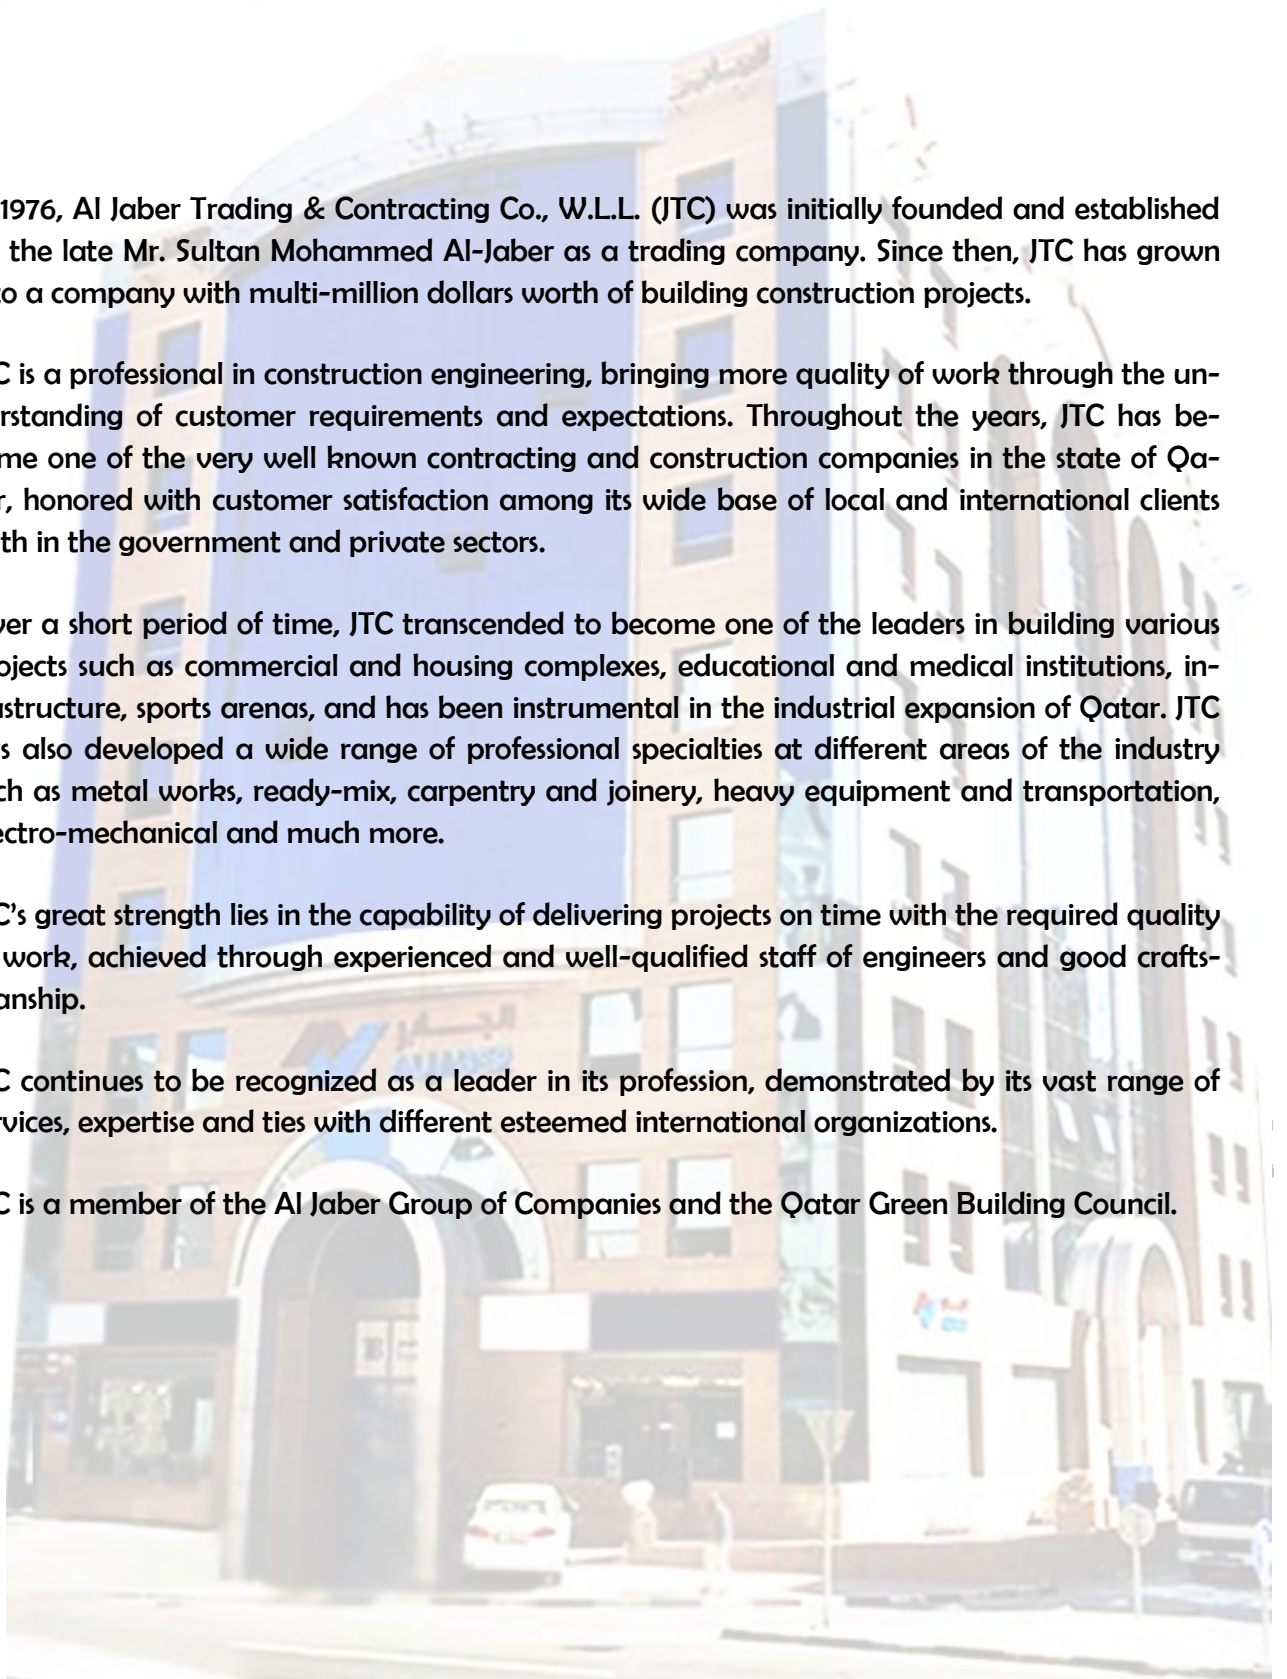 1976, Al Jaber Trading & Contracting Co., W.L.L. (JTC) was initially founded and established
the late Mr. Sultan Mohammed Al-Jaber as a trading company. Since then, JTC has grown
to a company with multi-million dollars worth of building construction projects.
C is a professional in construction engineering, bringing more quality of work through the un-
rstanding of customer requirements and expectations. Throughout the years, JTC has be-
me one of the very well known contracting and construction companies in the state of Qa-
r, honored with customer satisfaction among its wide base of local and international clients
th in the government and private sectors.
ver a short period of time, JTC transcended to become one of the leaders in building various
ojects such as commercial and housing complexes, educational and medical institutions, in-
astructure, sports arenas, and has been instrumental in the industrial expansion of Qatar. JTC
s also developed a wide range of professional specialties at different areas of the industry
ch as metal works, ready-mix, carpentry and joinery, heavy equipment and transportation,
ectro-mechanical and much more.
C's great strength lies in the capability of delivering projects on time with the required quality
work, achieved through experienced and well-qualified staff of engineers and good crafts-
anship.
C continues to be recognized as a leader in its profession, demonstrated by its vast range of
rvices, expertise and ties with different esteemed international organizations.
C is a member of the Al Jaber Group of Companies and the Qatar Green Building Council.